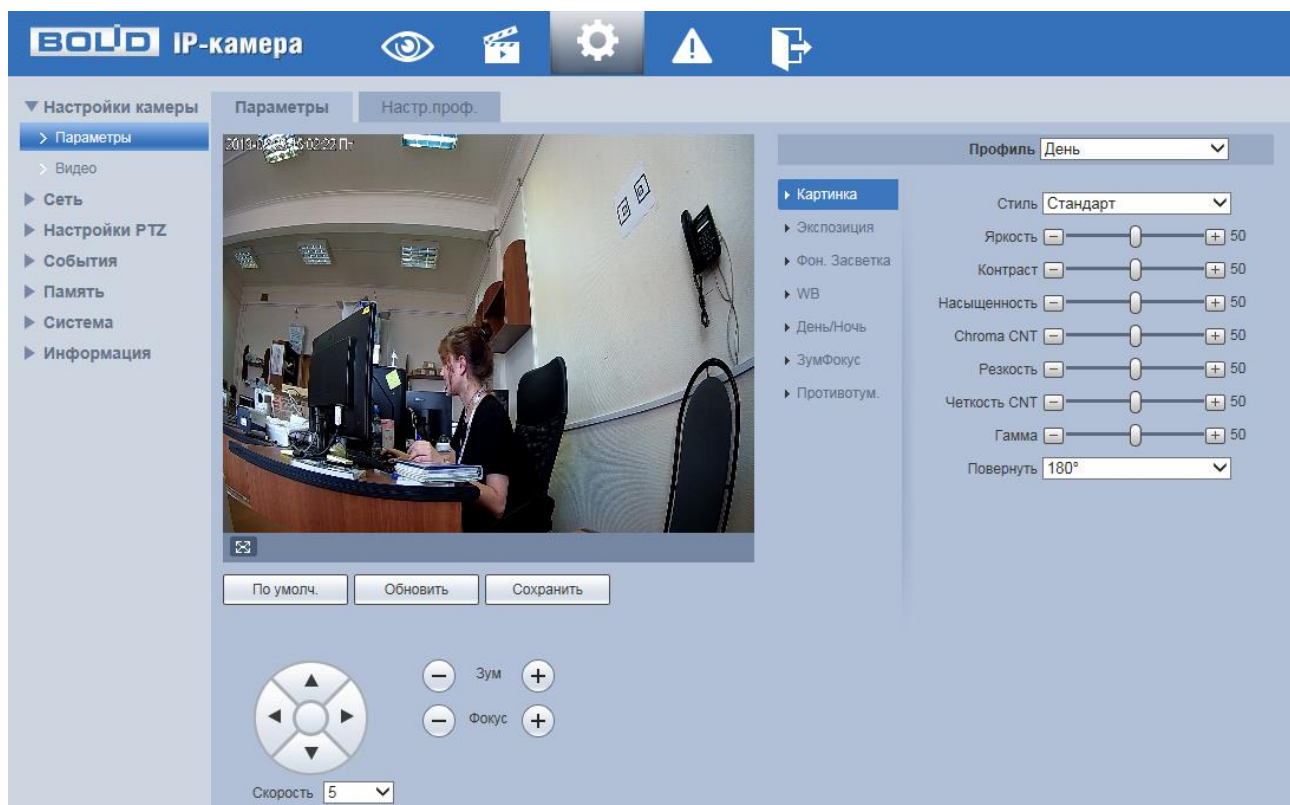 BOLID IP-камера
Настройки камеры
Параметры
Видео
Сеть
Настройки PTZ
События
Память
Система
Информация
Параметры
Настр.проф.
Пт
Профиль День
Картинка
Экспозиция
Фон. Засветка
WB
День/Ночь
ЗумФокус
Противотум.
Стиль Стандарт
Яркость 50
Контраст 50
Насыщенность 50
Chroma CNT 50
Резкость 50
Четкость CNT 50
Гамма 50
Повернуть 180°
По умолч.
Обновить
Сохранить
Зум
Фокус
Скорость 5